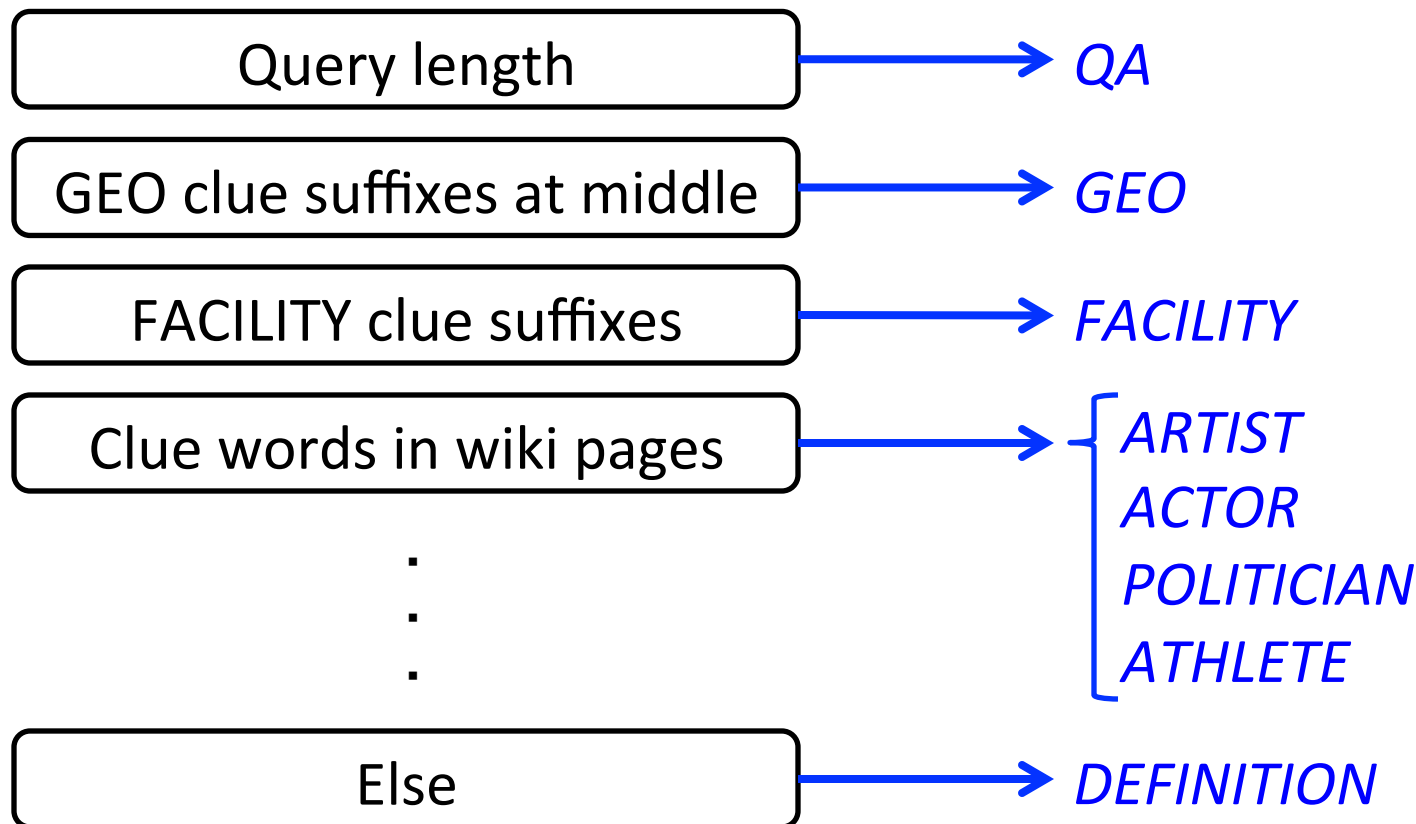 Query length
QA
GEO clue suffixes at middle
GEO
FACILITY clue suffixes
FACILITY
Clue words in wiki pages
ARTIST
ACTOR
POLITICIAN
ATHLETE
.
.
.
Else
DEFINITION